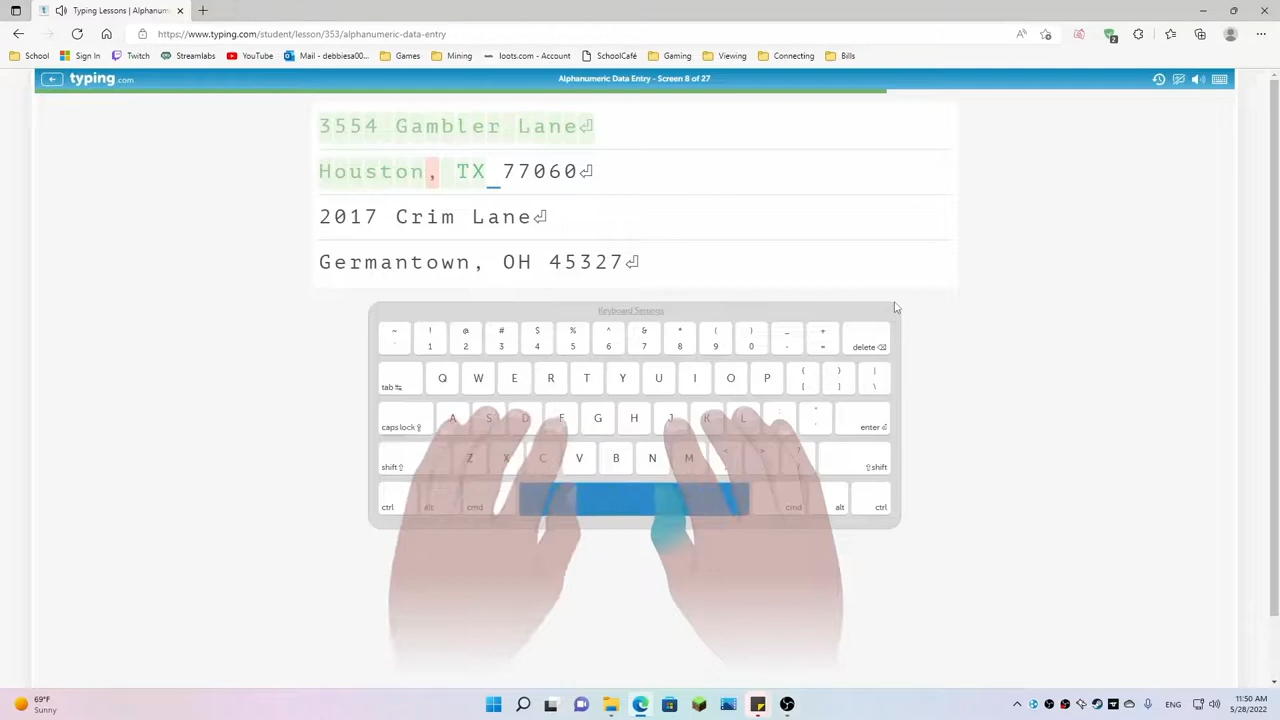 Typing Lessons | Alphanum
https://www.typing.com/student/lesson/353/alphanumeric-data-entry
School Sign In Twitch Streamlabs YouTube Mail - debbiesa00... Gaming Mining loots.com - Account SchoolCafé Gaming Viewing Connecting Bills
typing.com Alphanumeric Data Entry - Screen 8 of 27
3554 Gambler Lane⏎
Houston, TX_77060⏎
2017 Crim Lane⏎
Germantown, OH 45327⏎
Keyboard Settings
~ ! @ # $ % ^ & * ( ) _ +
` 1 2 3 4 5 6 7 8 9 0 - = delete
tab Q W E R T Y U I O P { [ } ] | \
caps lock A S D F G H J K L : " enter
shift Z X C V B N M < > ? shift
ctrl alt cmd cmd alt ctrl
69°F
Sunny
ENG
11:50 AM
5/28/2022